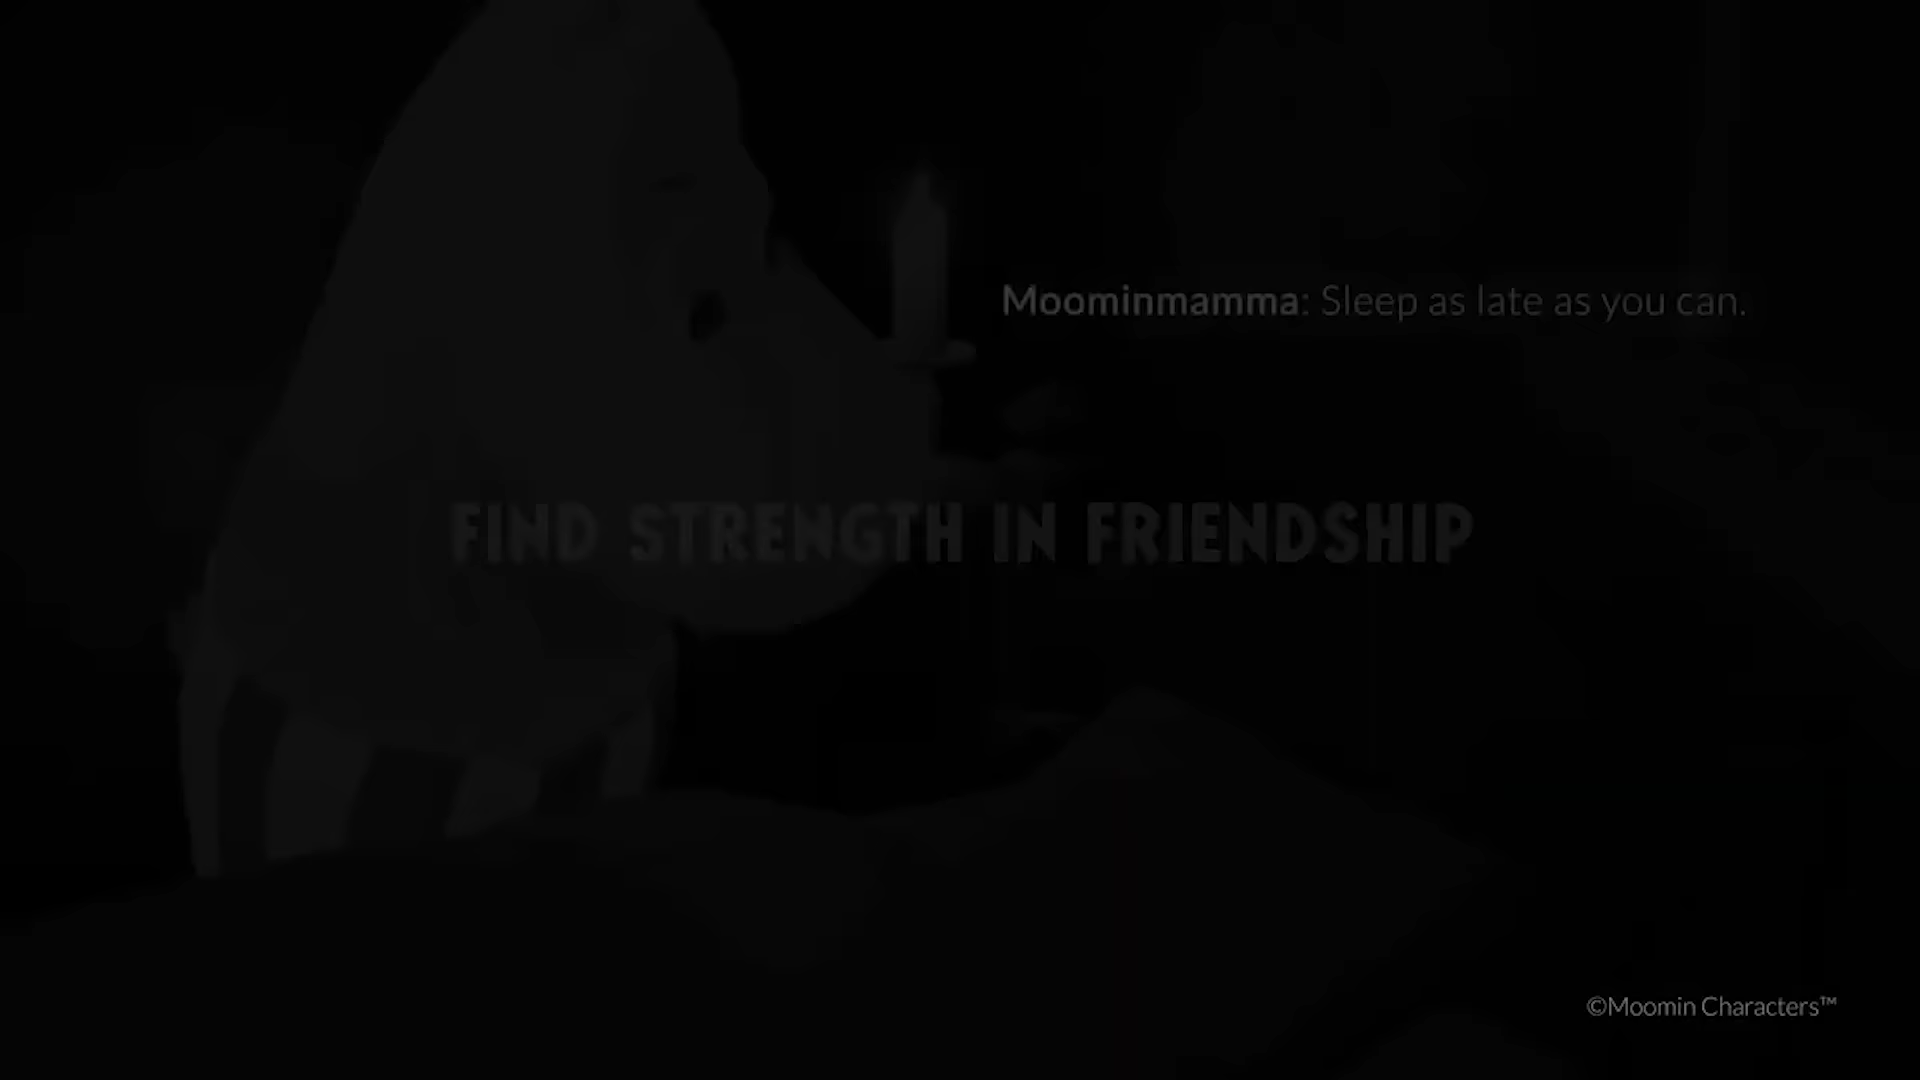 Moominmamma: Sleep as late as you can.
FIND STRENGTH IN FRIENDSHIP
©Moomin Characters™